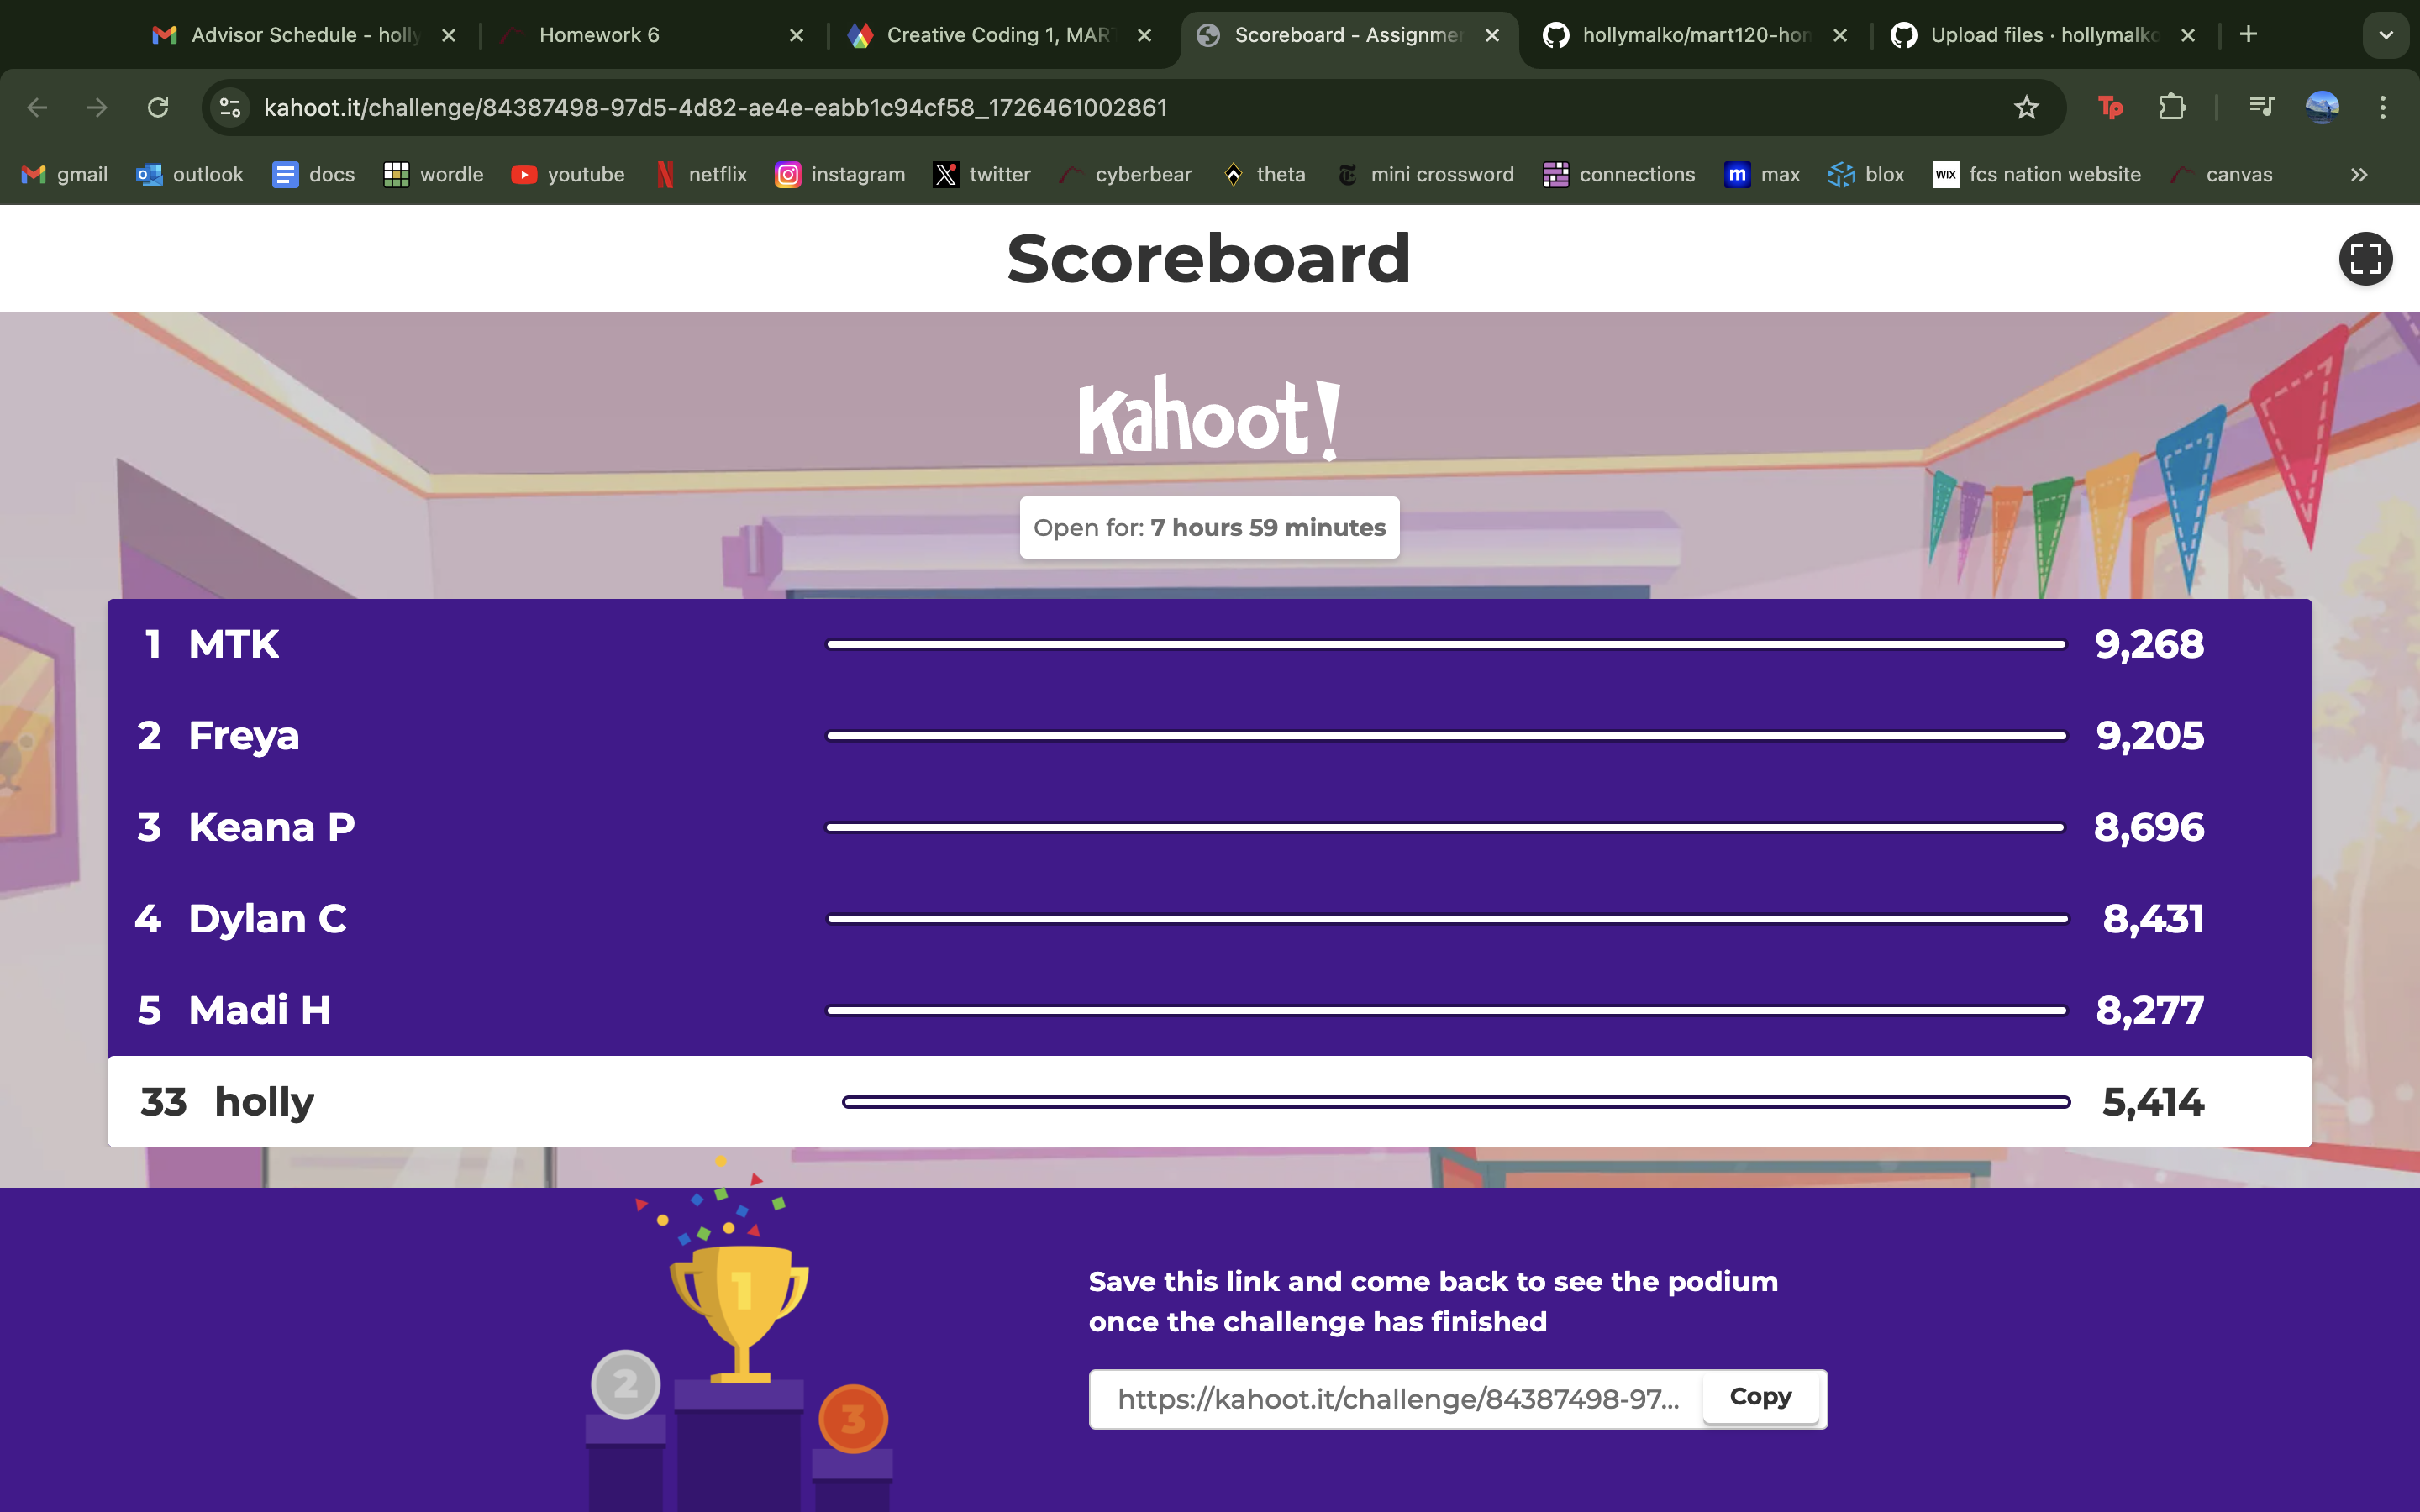 Advisor Schedule - holly
Homework 6
Creative Coding 1, MAR
Scoreboard - Assignmen
hollymalko/mart120-hom
Upload files · hollymalko
kahoot.it/challenge/84387498-97d5-4d82-ae4e-eabb1c94cf58_1726461002861
Tp
gmail
outlook
docs
wordle
youtube
netflix
instagram
twitter
cyberbear
theta
mini crossword
connections
m
max
blox
WIX
fcs nation website
canvas
Scoreboard
Kahoot!
Open for: 7 hours 59 minutes
1 MTK 9,268
2 Freya 9,205
3 Keana P 8,696
4 Dylan C 8,431
5 Madi H 8,277
33 holly 5,414
1
2
3
Save this link and come back to see the podium
once the challenge has finished
https://kahoot.it/challenge/84387498-97...
Copy